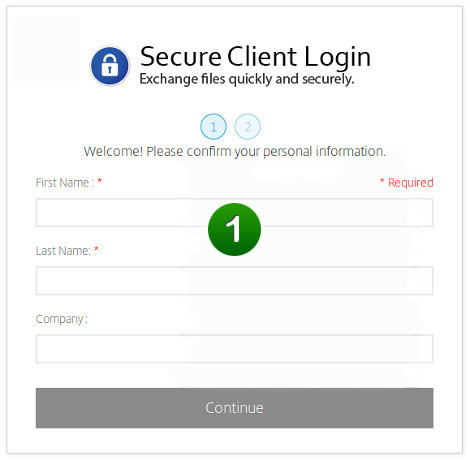 Secure Client Login
Exchange files quickly and securely.
1 2
Welcome! Please confirm your personal information.
First Name : * * Required
1
Last Name: *
Company :
Continue